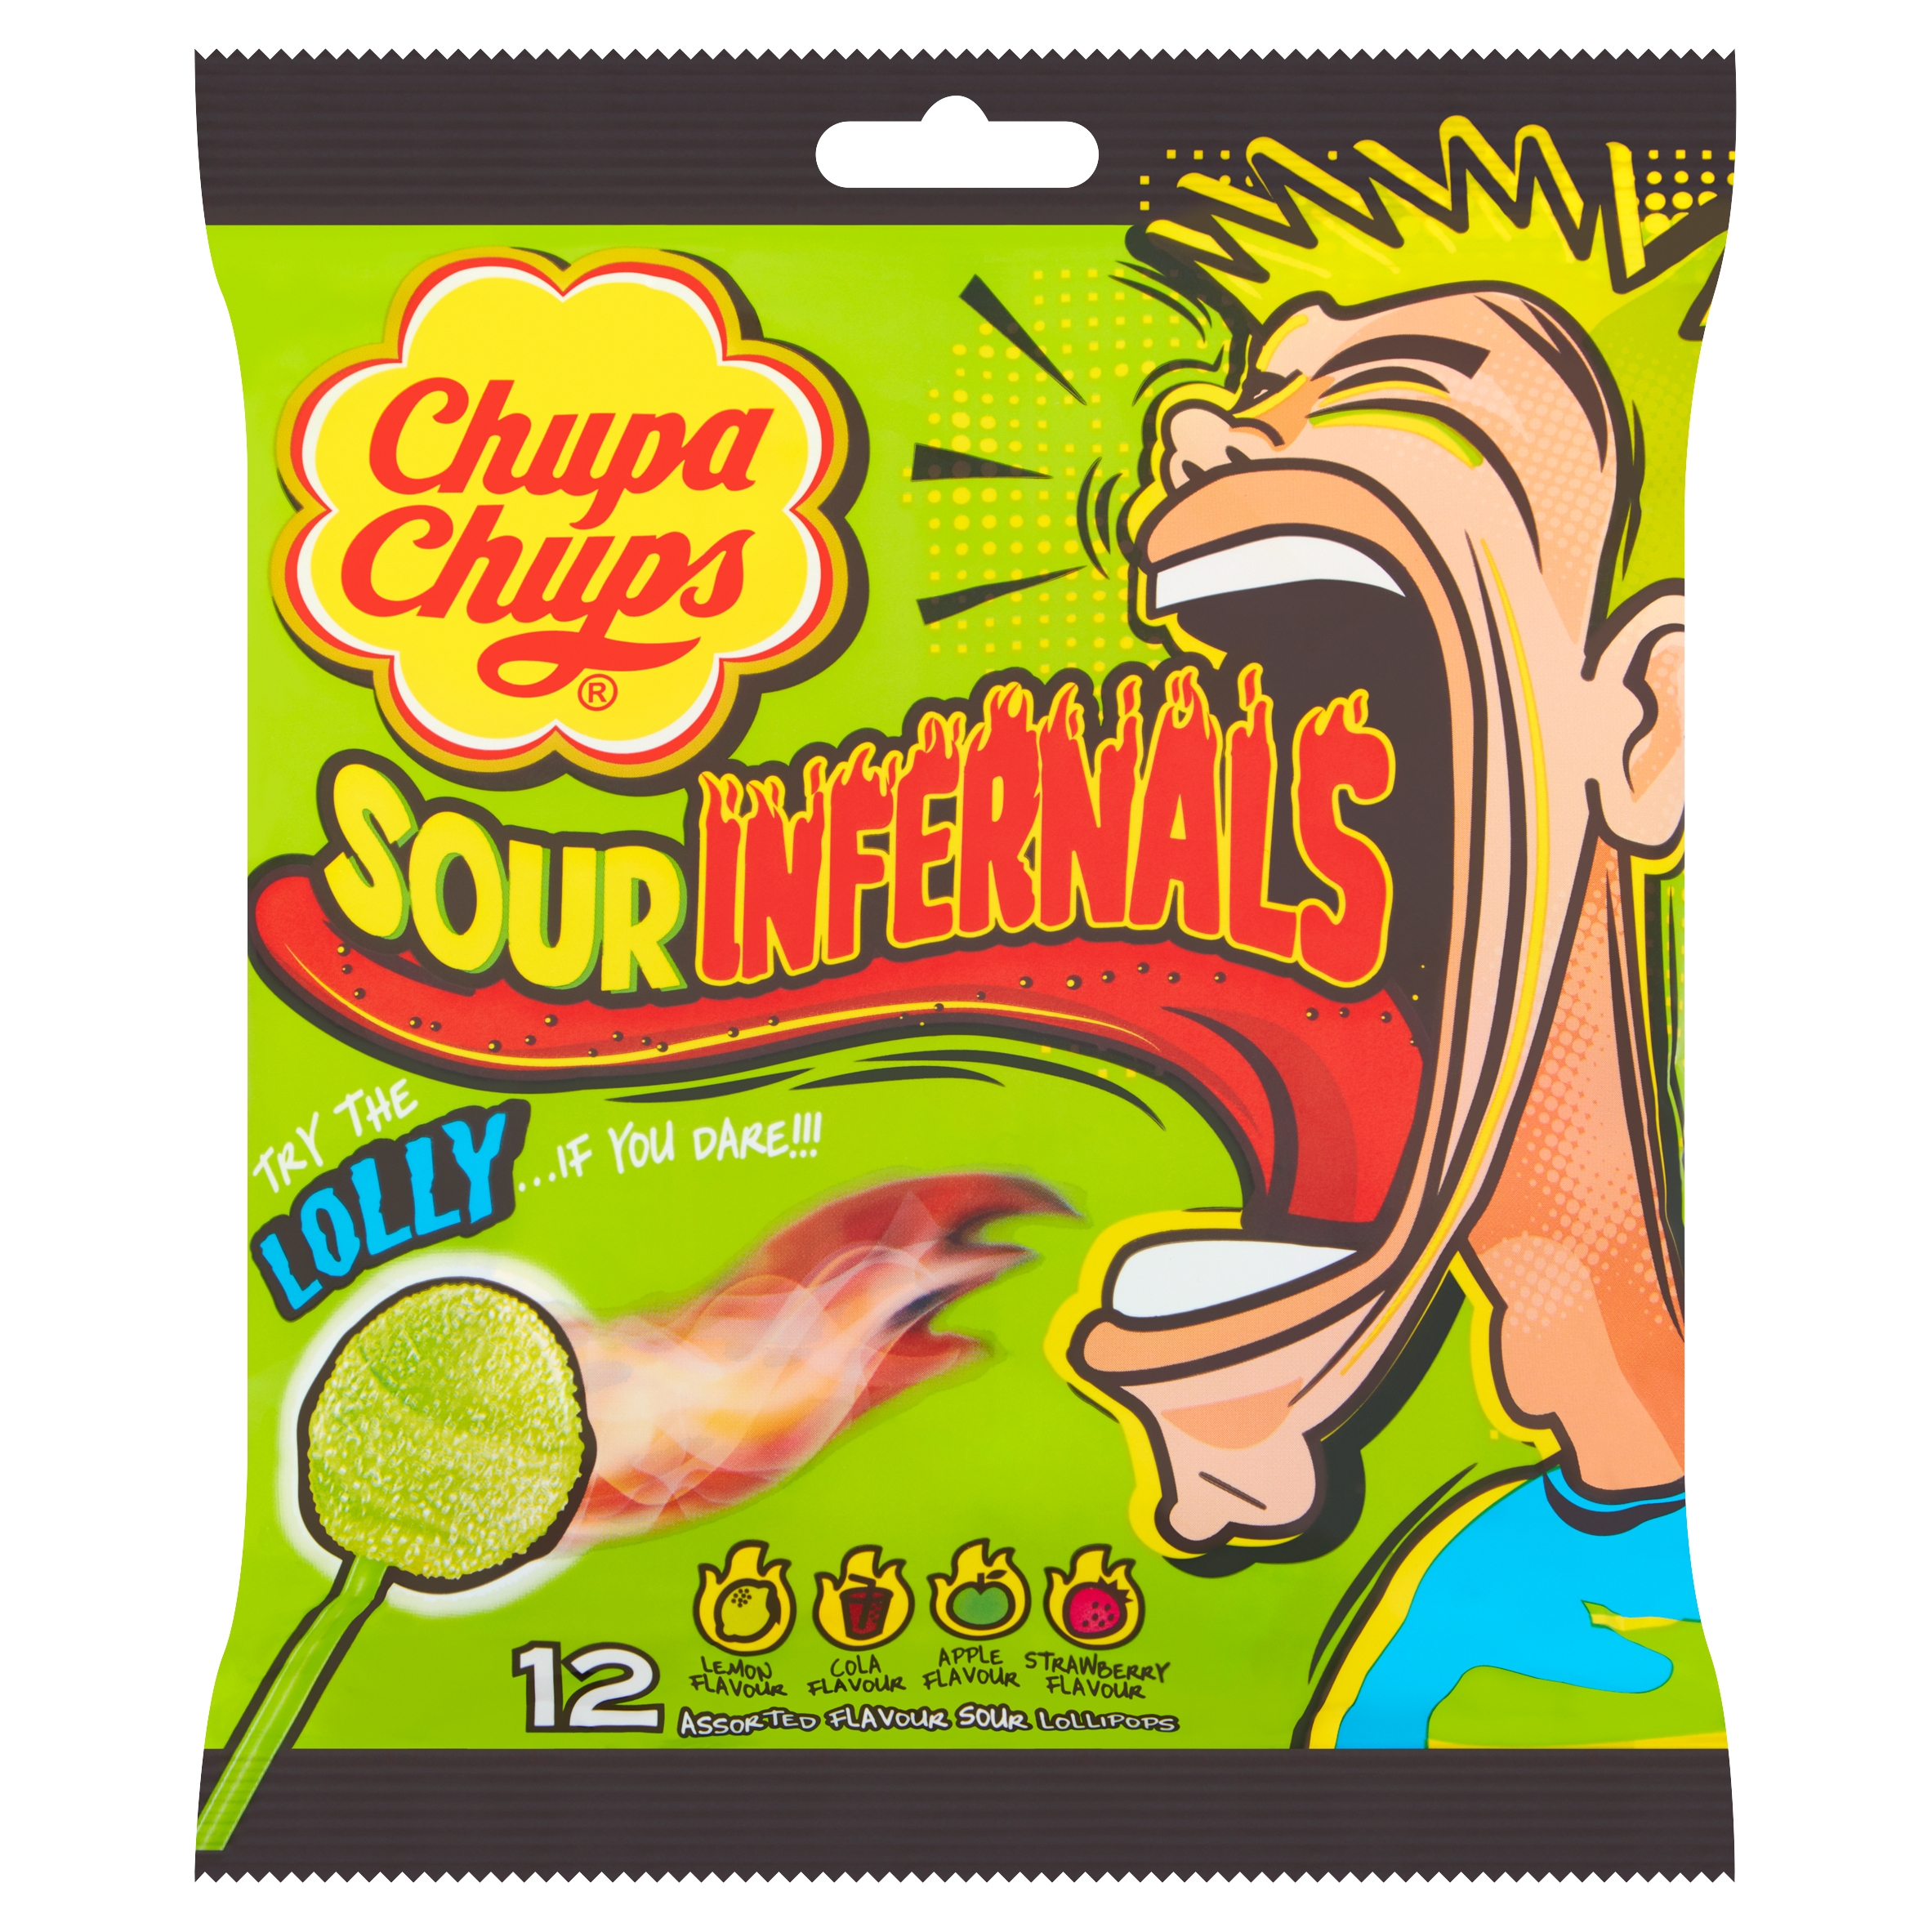 Chupa
Chups
®
SOUR INFERNALS
TRY THE
LOLLY
...IF YOU DARE!!!
LEMON
FLAVOUR
COLA
FLAVOUR
APPLE
FLAVOUR
STRAWBERRY
FLAVOUR
12
ASSORTED FLAVOUR SOUR LOLLIPOPS